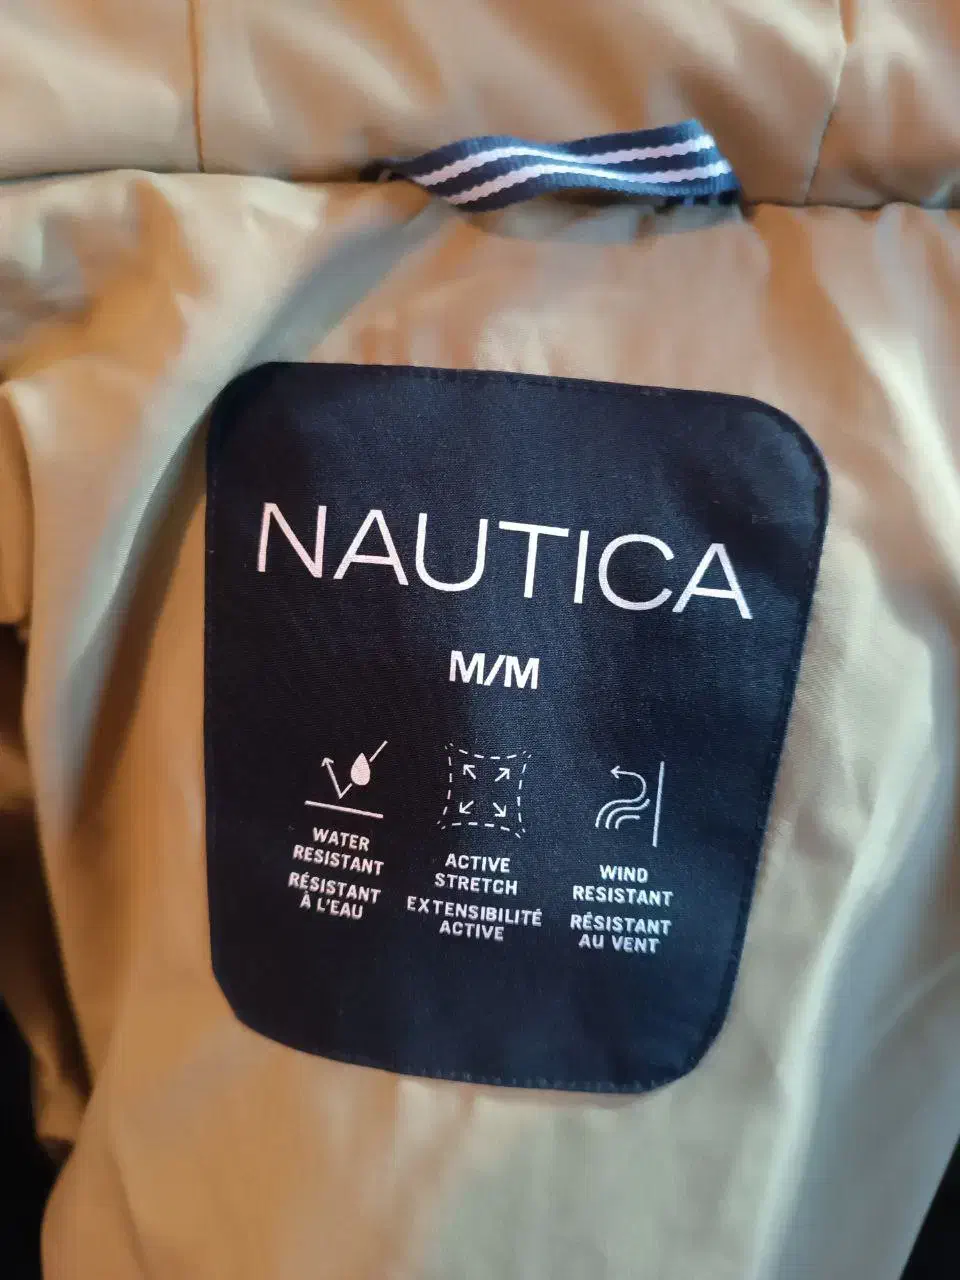 NAUTICA
M/M
WATER
RESISTANT
RÉSISTANT
À L'EAU
ACTIVE
STRETCH
EXTENSIBILITÉ
ACTIVE
WIND
RESISTANT
RÉSISTANT
AU VENT